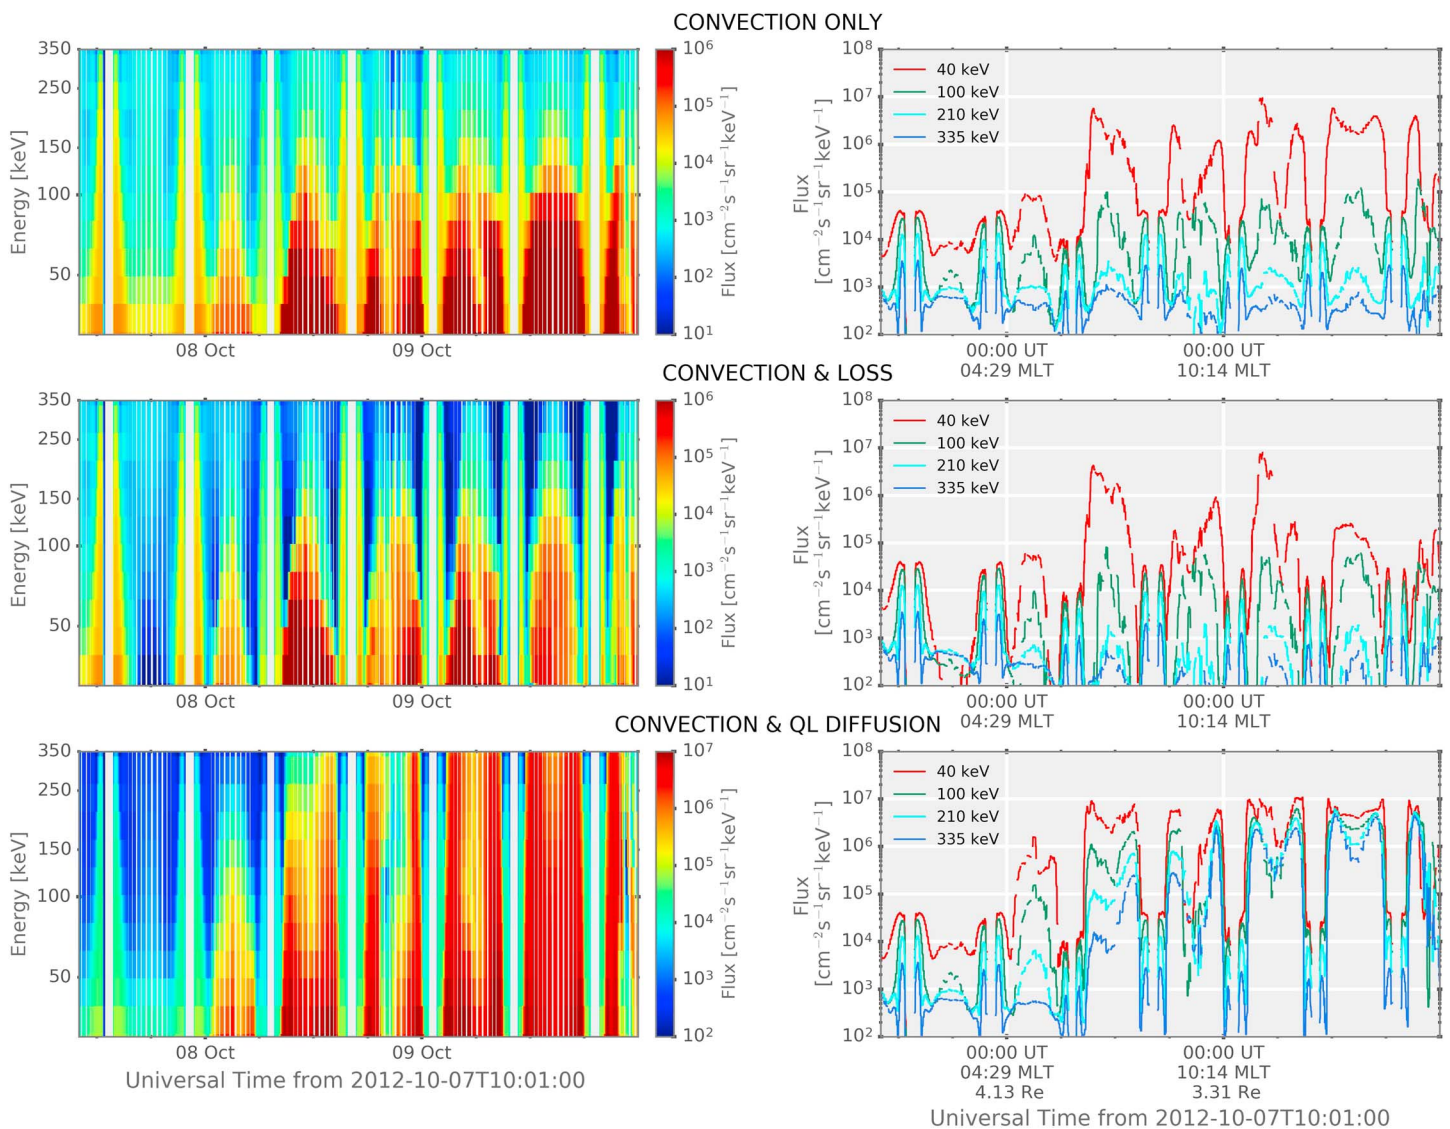 CONVECTION ONLY
350
250
150
100
50
Energy [keV]
08 Oct
09 Oct
10⁶
10⁵
10⁴
10³
10²
10¹
Flux [cm⁻²s⁻¹sr⁻¹keV⁻¹]
10⁸
10⁷
10⁶
10⁵
10⁴
10³
10²
Flux
[cm⁻²s⁻¹sr⁻¹keV⁻¹]
40 keV
100 keV
210 keV
335 keV
00:00 UT
04:29 MLT
00:00 UT
10:14 MLT
CONVECTION & LOSS
350
250
150
100
50
Energy [keV]
08 Oct
09 Oct
10⁶
10⁵
10⁴
10³
10²
10¹
Flux [cm⁻²s⁻¹sr⁻¹keV⁻¹]
10⁸
10⁷
10⁶
10⁵
10⁴
10³
10²
Flux
[cm⁻²s⁻¹sr⁻¹keV⁻¹]
40 keV
100 keV
210 keV
335 keV
00:00 UT
04:29 MLT
00:00 UT
10:14 MLT
CONVECTION & QL DIFFUSION
350
250
150
100
50
Energy [keV]
08 Oct
09 Oct
Universal Time from 2012-10-07T10:01:00
10⁷
10⁶
10⁵
10⁴
10³
10²
Flux [cm⁻²s⁻¹sr⁻¹keV⁻¹]
10⁸
10⁷
10⁶
10⁵
10⁴
10³
10²
Flux
[cm⁻²s⁻¹sr⁻¹keV⁻¹]
40 keV
100 keV
210 keV
335 keV
00:00 UT
04:29 MLT
4.13 Re
00:00 UT
10:14 MLT
3.31 Re
Universal Time from 2012-10-07T10:01:00